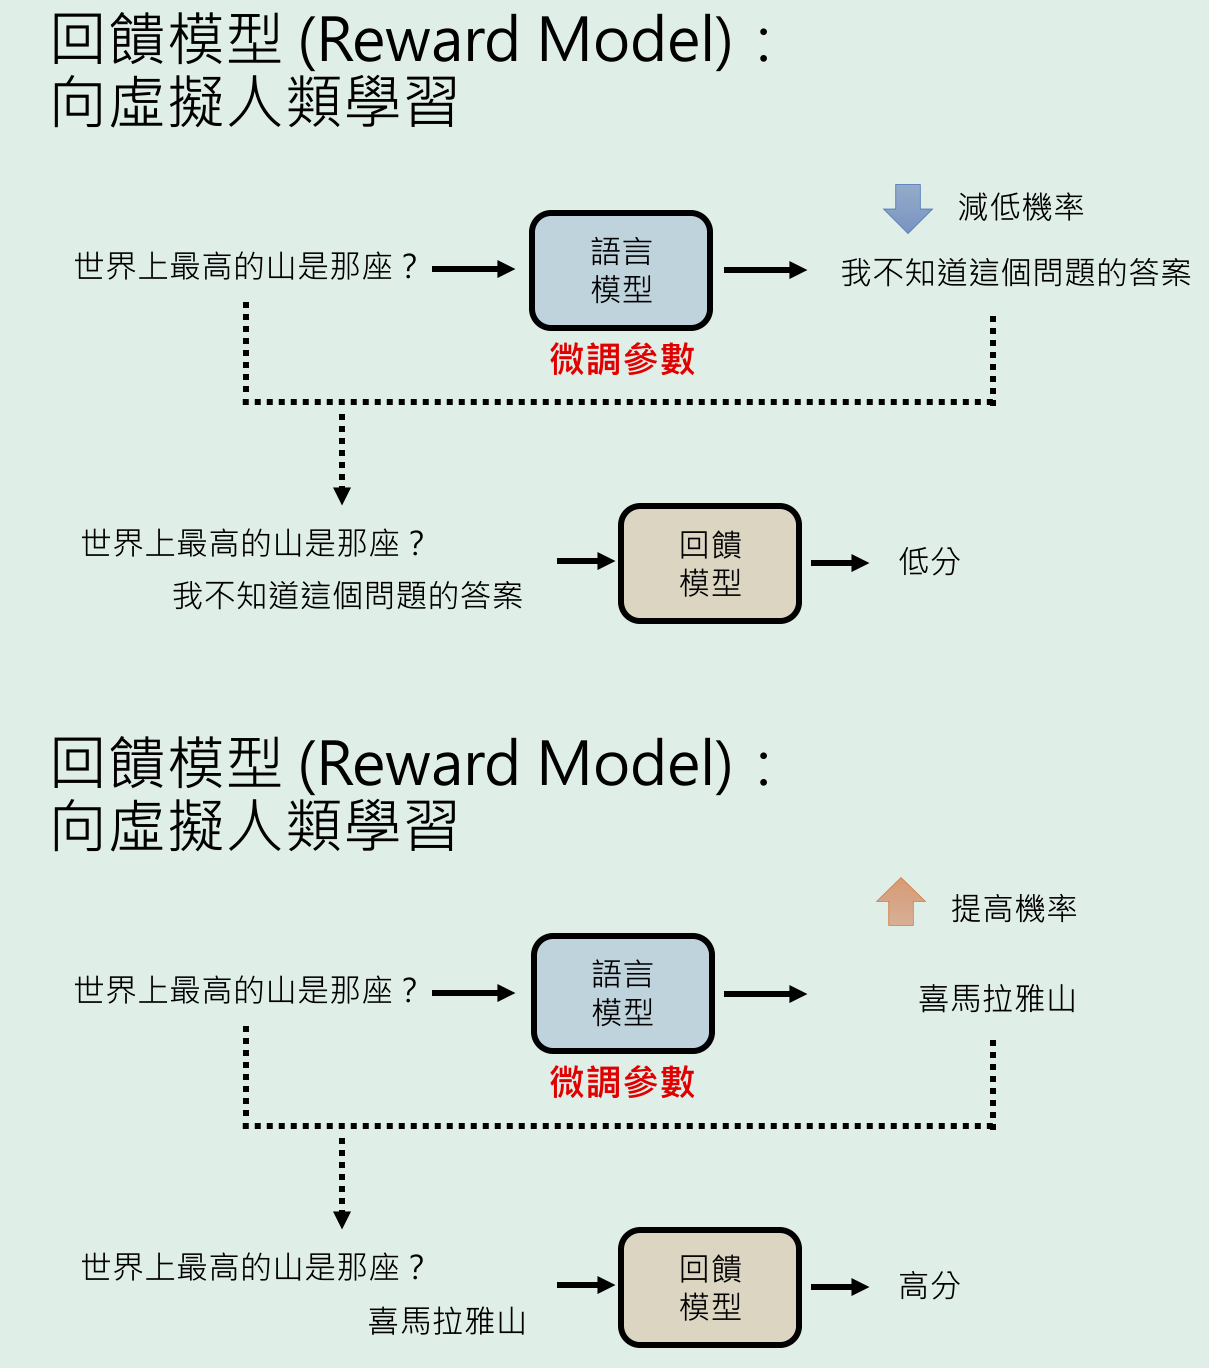 回饋模型 (Reward Model)：
向虛擬人類學習
減低機率
世界上最高的山是那座？
語言
模型
我不知道這個問題的答案
微調參數
世界上最高的山是那座？
我不知道這個問題的答案
回饋
模型
低分
回饋模型 (Reward Model)：
向虛擬人類學習
提高機率
世界上最高的山是那座？
語言
模型
喜馬拉雅山
微調參數
世界上最高的山是那座？
喜馬拉雅山
回饋
模型
高分